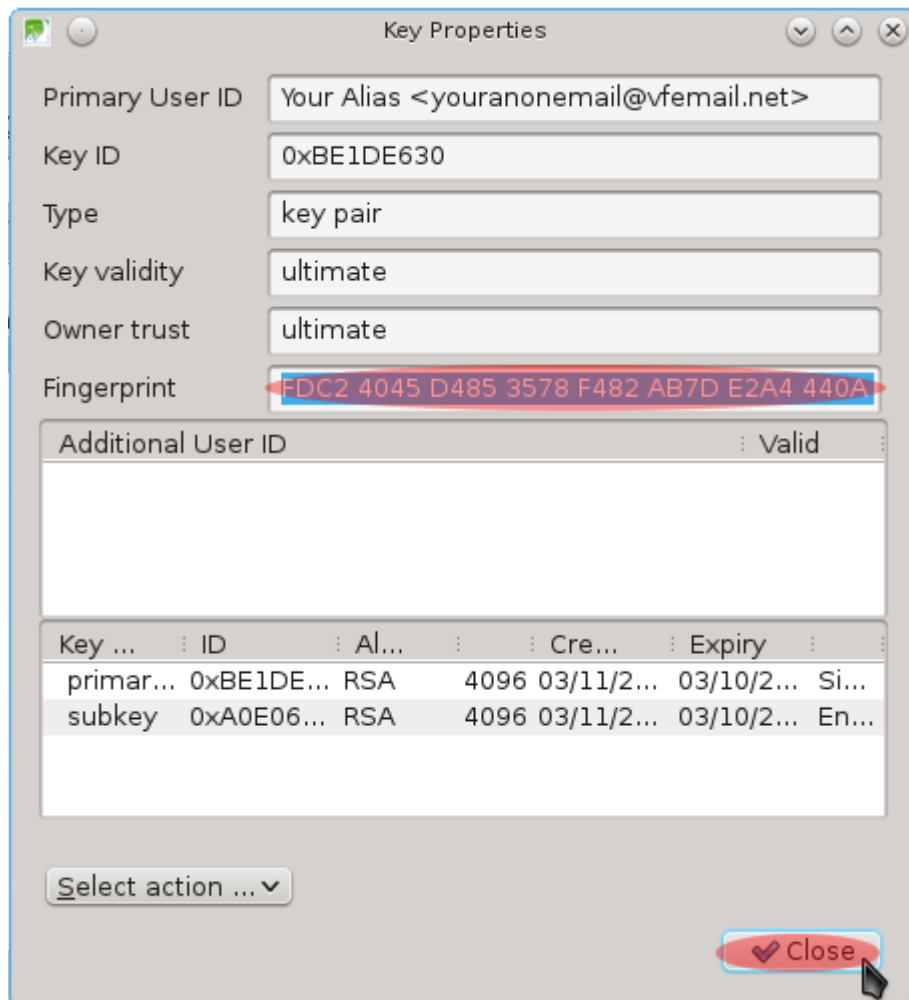 Key Properties
Primary User ID Your Alias <youranonemail@vfemail.net>
Key ID 0xBE1DE630
Type key pair
Key validity ultimate
Owner trust ultimate
Fingerprint FDC2 4045 D485 3578 F482 AB7D E2A4 440A
Additional User ID Valid
Key ... ID Al... Cre... Expiry
primar... 0xBE1DE... RSA 4096 03/11/2... 03/10/2... Si...
subkey 0xA0E06... RSA 4096 03/11/2... 03/10/2... En...
Select action ...
Close